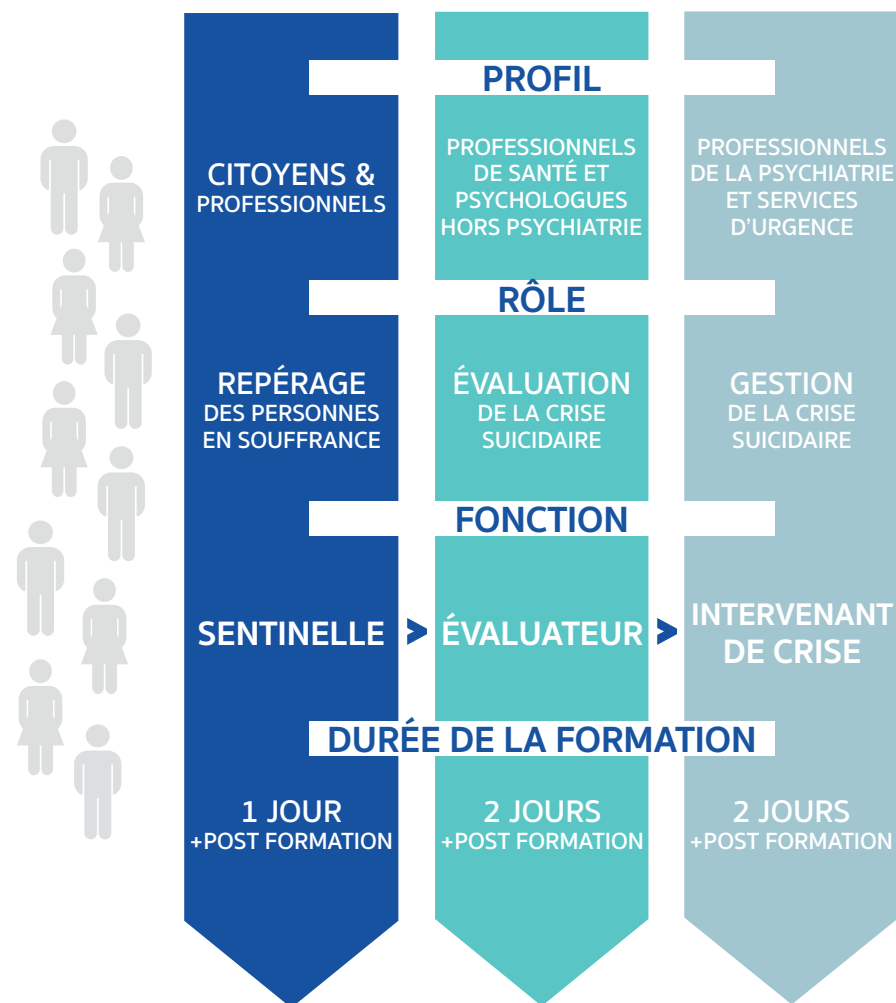 PROFIL
CITOYENS &
PROFESSIONNELS
PROFESSIONNELS
DE SANTÉ ET
PSYCHOLOGUES
HORS PSYCHIATRIE
PROFESSIONNELS
DE LA PSYCHIATRIE
ET SERVICES
D'URGENCE
RÔLE
REPÉRAGE
DES PERSONNES
EN SOUFFRANCE
ÉVALUATION
DE LA CRISE
SUICIDAIRE
GESTION
DE LA CRISE
SUICIDAIRE
FONCTION
SENTINELLE
>
ÉVALUATEUR
>
INTERVENANT
DE CRISE
DURÉE DE LA FORMATION
1 JOUR
+POST FORMATION
2 JOURS
+POST FORMATION
2 JOURS
+POST FORMATION